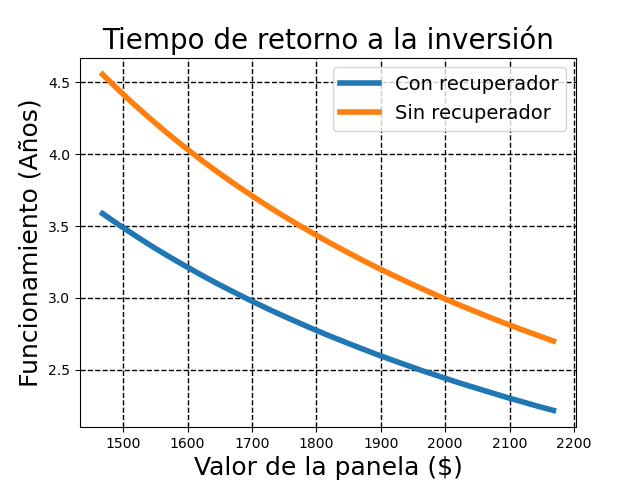 Tiempo de retorno a la inversión
Con recuperador
Sin recuperador
4.5
4.0
3.5
3.0
2.5
Funcionamiento (Años)
1500 1600 1700 1800 1900 2000 2100 2200
Valor de la panela ($)